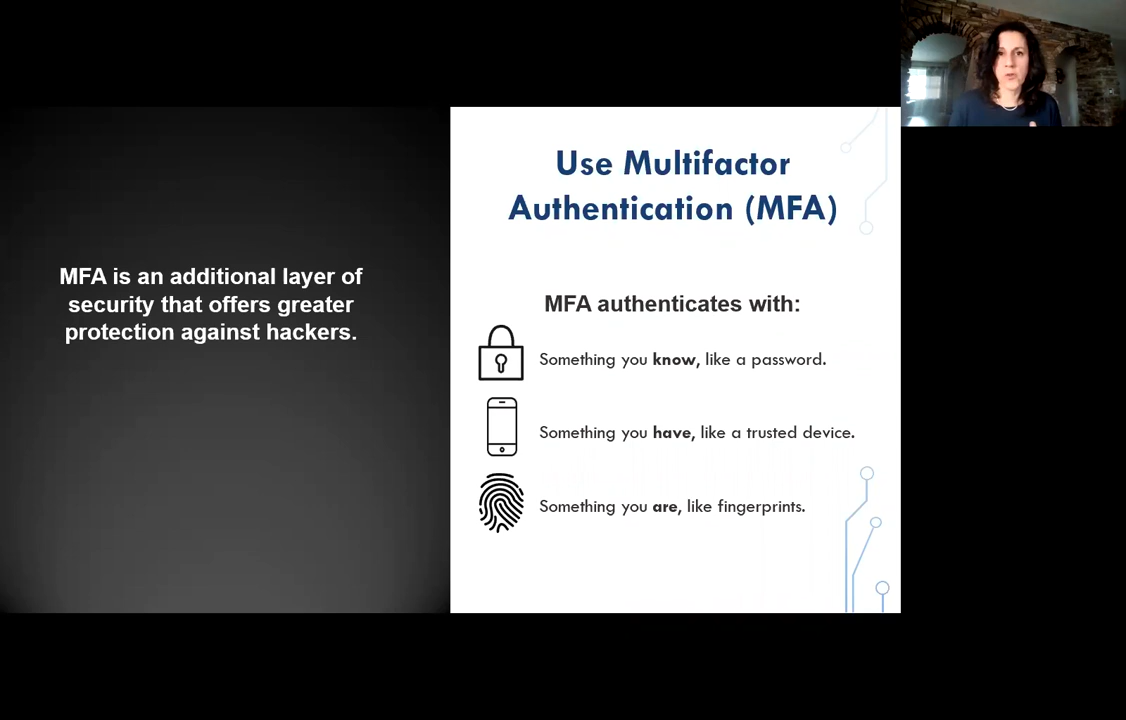 MFA is an additional layer of
security that offers greater
protection against hackers.
Use Multifactor
Authentication (MFA)
MFA authenticates with:
Something you know, like a password.
Something you have, like a trusted device.
Something you are, like fingerprints.